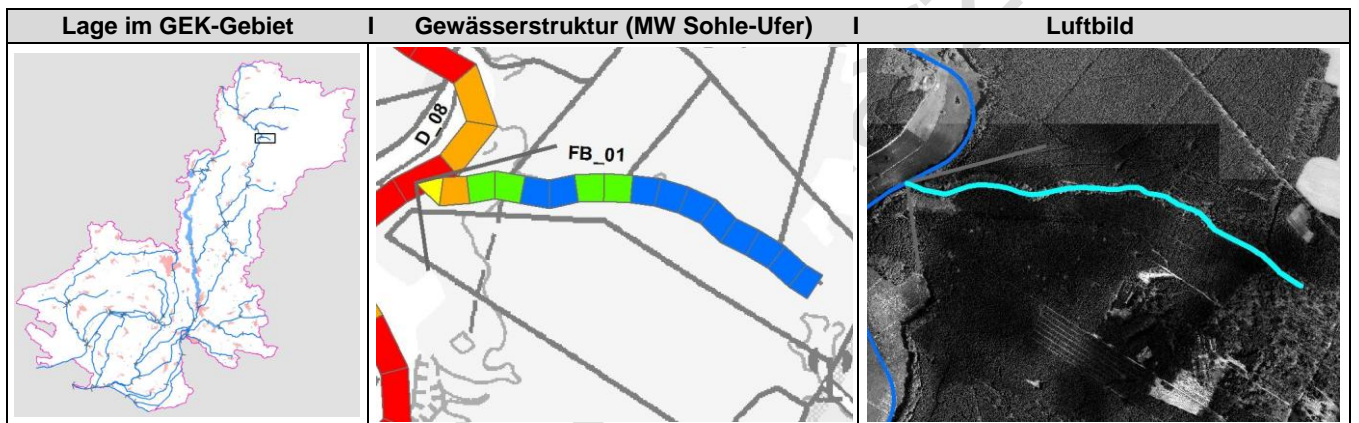 Lage im GEK-Gebiet I Gewässerstruktur (MW Sohle-Ufer) I Luftbild
D_08
FB_01